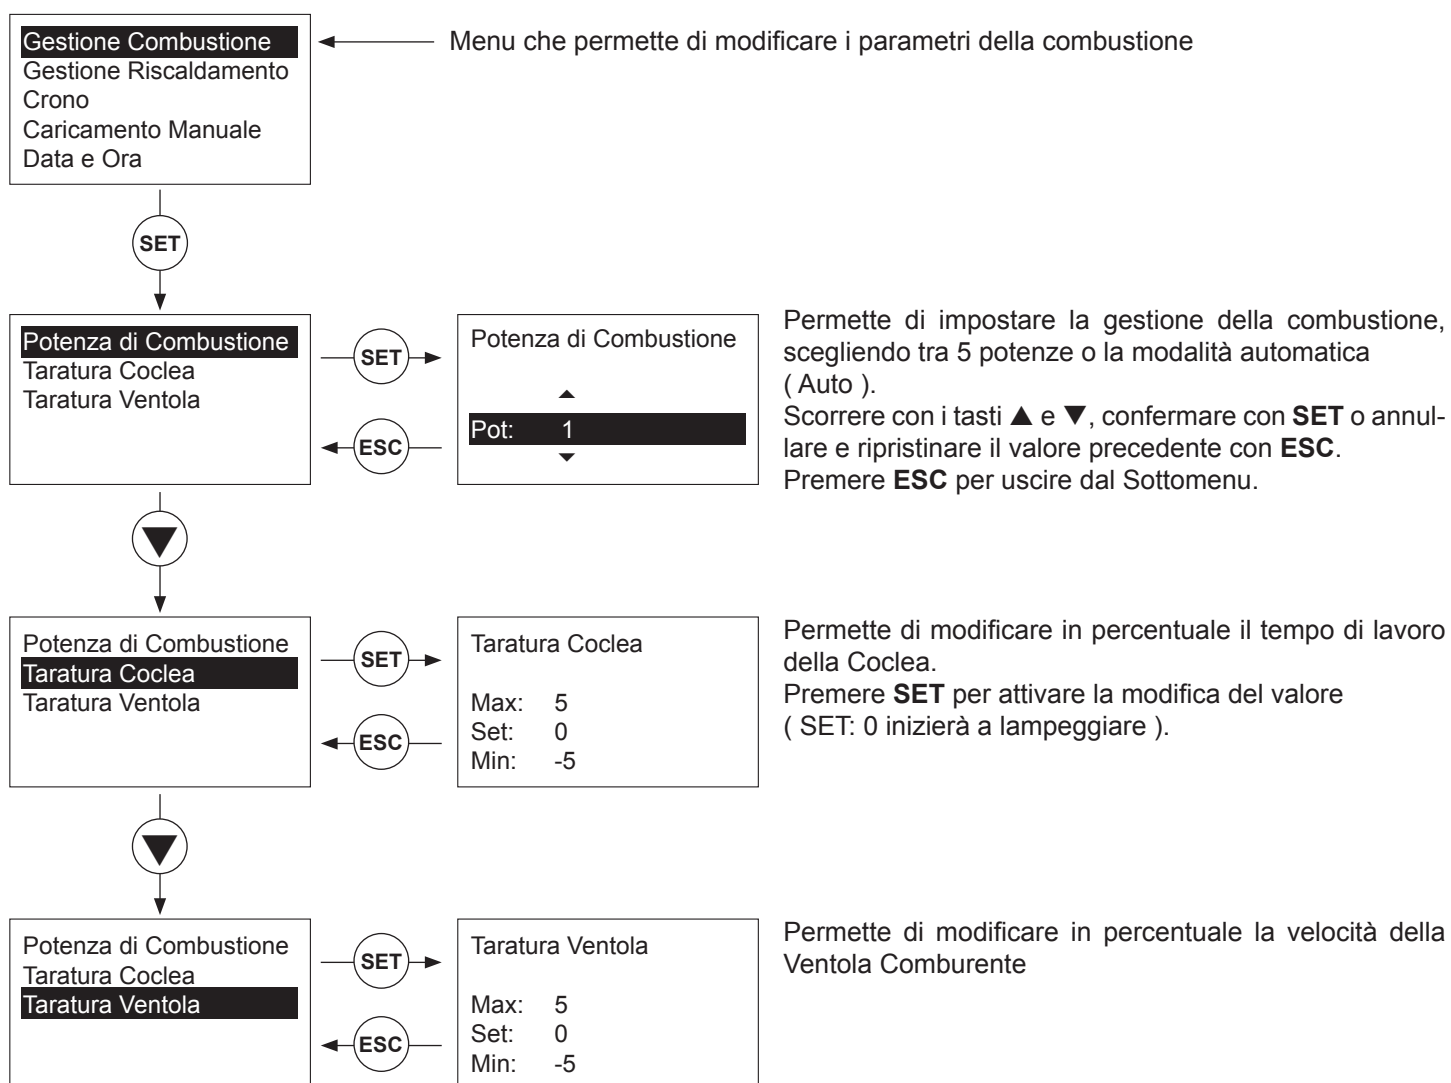 Gestione Combustione
Gestione Riscaldamento
Crono
Caricamento Manuale
Data e Ora
Menu che permette di modificare i parametri della combustione
SET
Potenza di Combustione
Taratura Coclea
Taratura Ventola
SET
ESC
Potenza di Combustione
▲
Pot: 1
▼
Permette di impostare la gestione della combustione,
scegliendo tra 5 potenze o la modalità automatica
( Auto ).
Scorrere con i tasti ▲ e ▼, confermare con SET o annul-
lare e ripristinare il valore precedente con ESC.
Premere ESC per uscire dal Sottomenu.
▼
Potenza di Combustione
Taratura Coclea
Taratura Ventola
SET
ESC
Taratura Coclea
Max: 5
Set: 0
Min: -5
Permette di modificare in percentuale il tempo di lavoro
della Coclea.
Premere SET per attivare la modifica del valore
( SET: 0 inizierà a lampeggiare ).
▼
Potenza di Combustione
Taratura Coclea
Taratura Ventola
SET
ESC
Taratura Ventola
Max: 5
Set: 0
Min: -5
Permette di modificare in percentuale la velocità della
Ventola Comburente